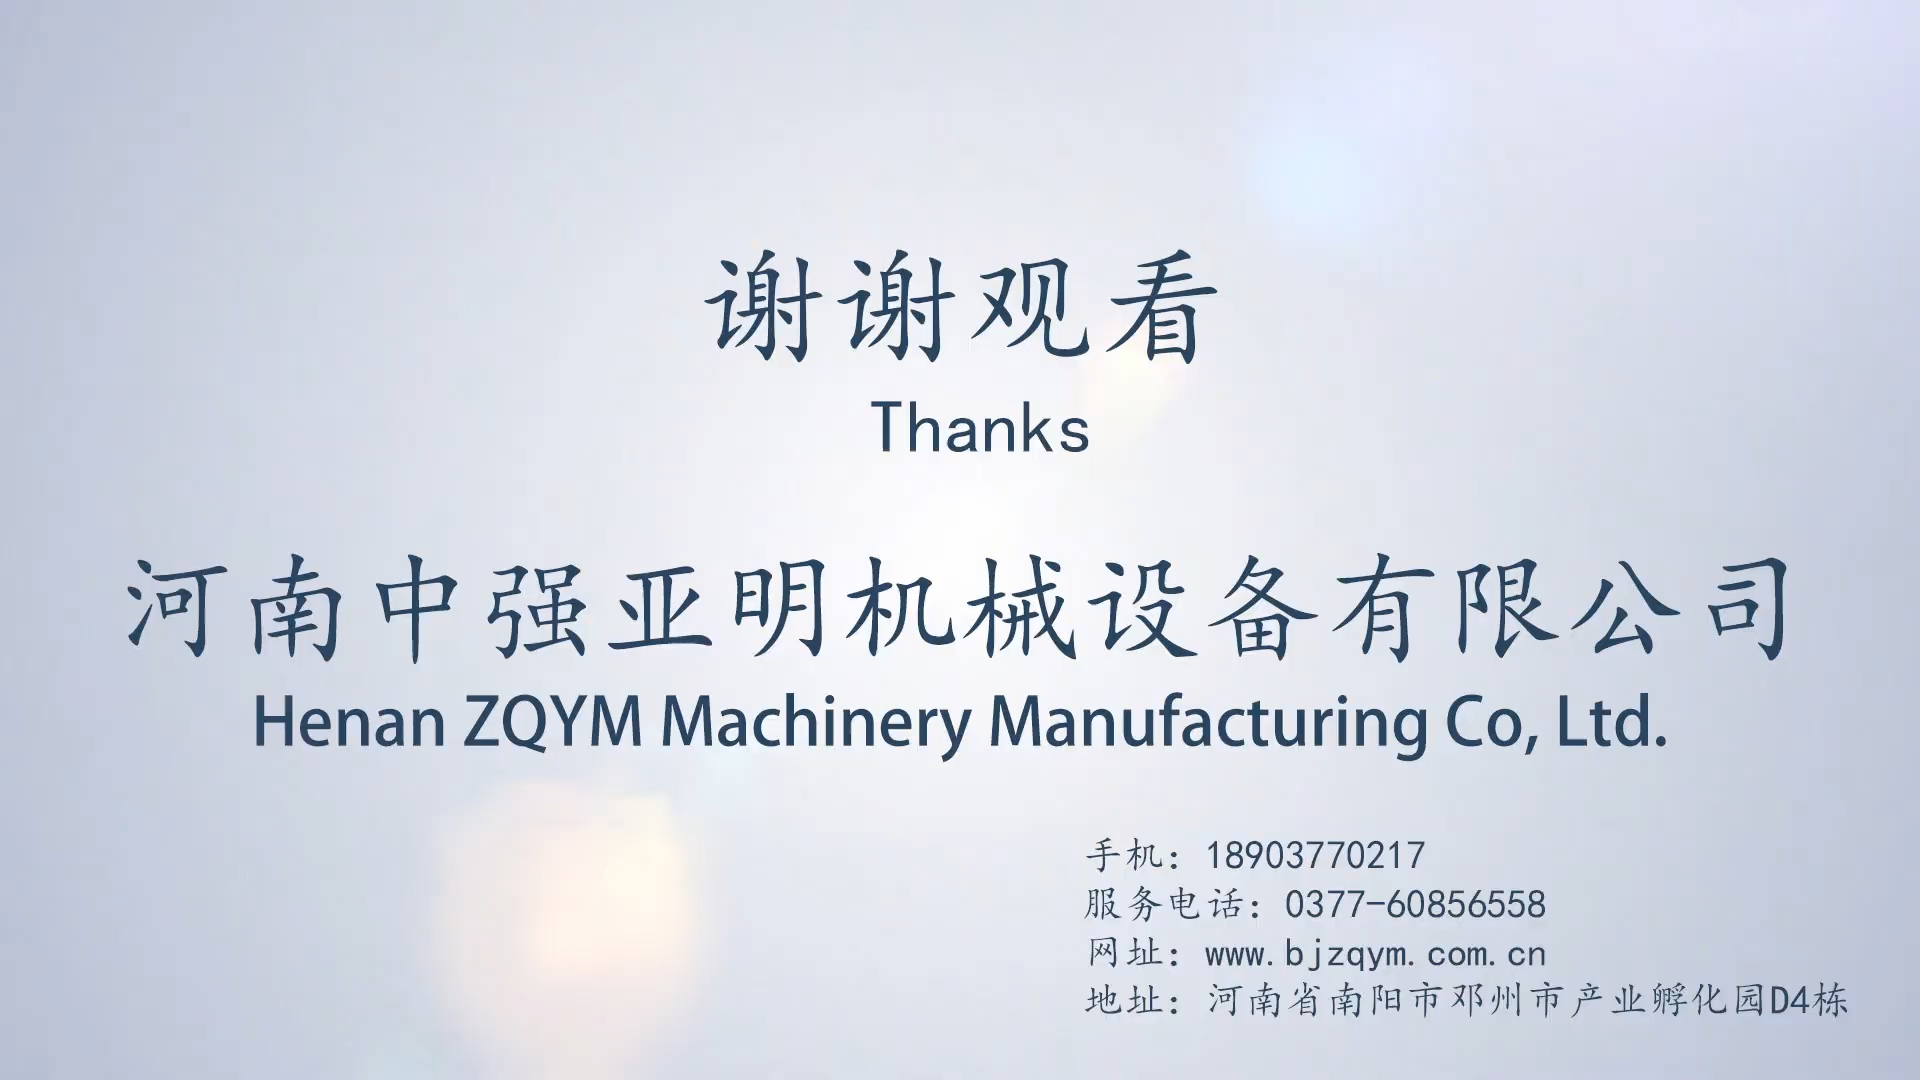 谢谢观看
Thanks
河南中强亚明机械设备有限公司
Henan ZQYM Machinery Manufacturing Co, Ltd.
手机：18903770217
服务电话：0377-60856558
网址：www.bjzqym.com.cn
地址：河南省南阳市邓州市产业孵化园D4栋